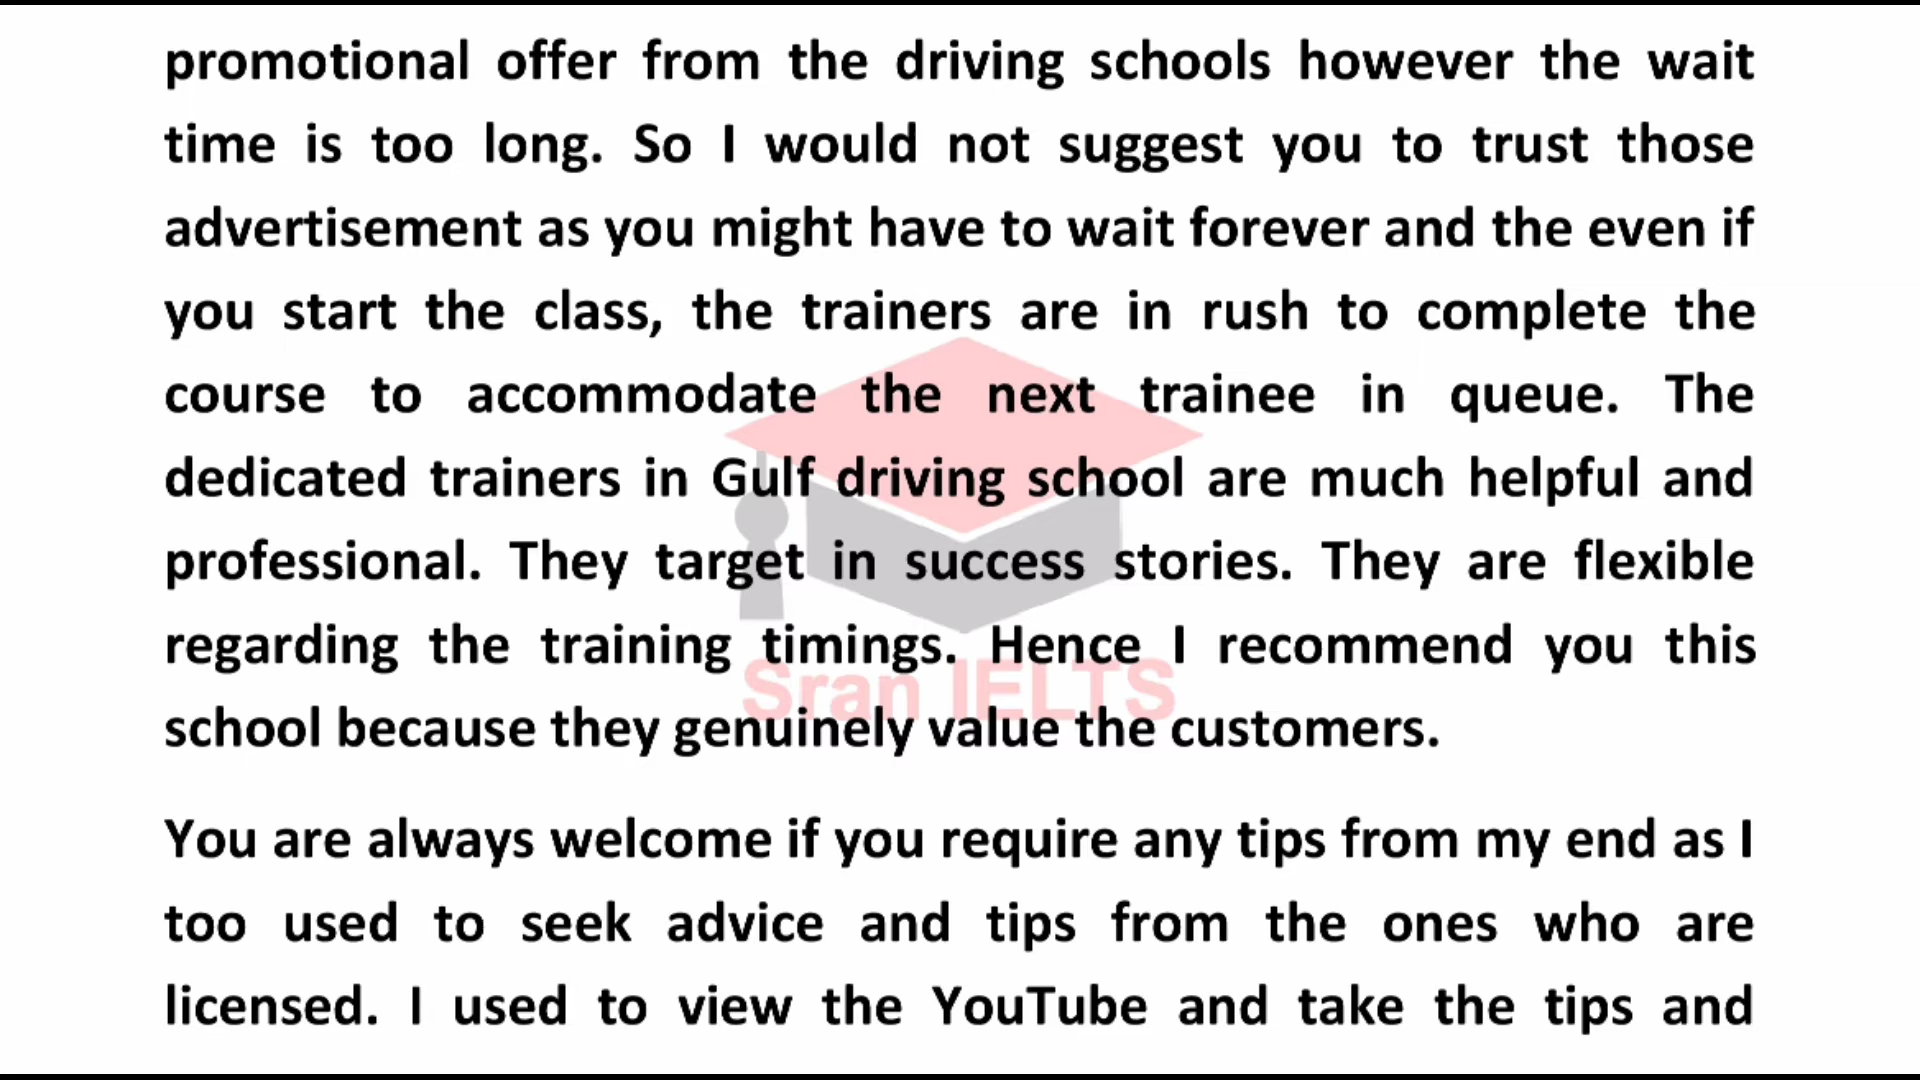 promotional offer from the driving schools however the wait
time is too long. So I would not suggest you to trust those
advertisement as you might have to wait forever and the even if
you start the class, the trainers are in rush to complete the
course to accommodate the next trainee in queue. The
dedicated trainers in Gulf driving school are much helpful and
professional. They target in success stories. They are flexible
regarding the training timings. Hence I recommend you this
Sran IELTS
school because they genuinely value the customers.
You are always welcome if you require any tips from my end as I
too used to seek advice and tips from the ones who are
licensed. I used to view the YouTube and take the tips and